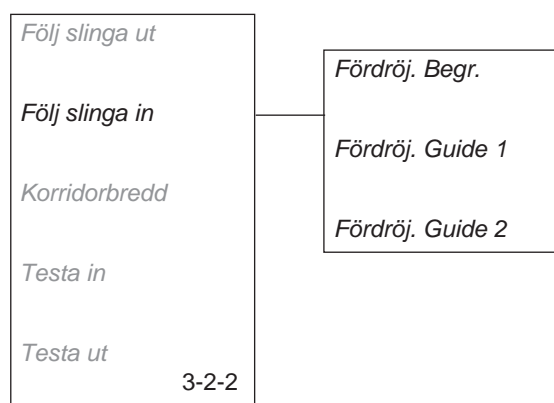 Följ slinga ut
Följ slinga in
Korridorbredd
Testa in
Testa ut
3-2-2
Fördröj. Begr.
Fördröj. Guide 1
Fördröj. Guide 2